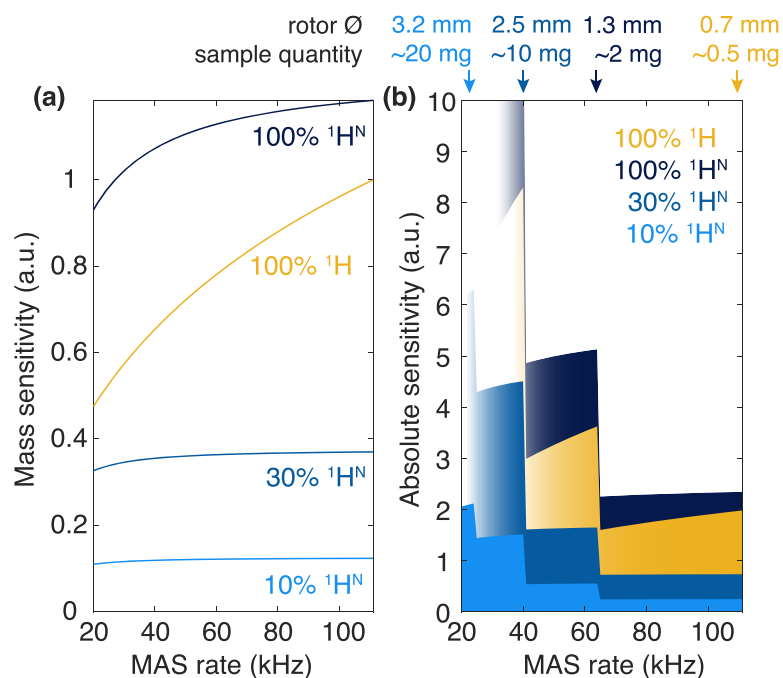 rotor Ø 3.2 mm 2.5 mm 1.3 mm 0.7 mm
sample quantity ~20 mg ~10 mg ~2 mg ~0.5 mg
(a)
Mass sensitivity (a.u.)
1
0.8
0.6
0.4
0.2
0
100% ¹Hᴺ
100% ¹H
30% ¹Hᴺ
10% ¹Hᴺ
20 40 60 80 100
MAS rate (kHz)
(b)
Absolute sensitivity (a.u.)
10
9
8
7
6
5
4
3
2
1
0
100% ¹H
100% ¹Hᴺ
30% ¹Hᴺ
10% ¹Hᴺ
20 40 60 80 100
MAS rate (kHz)